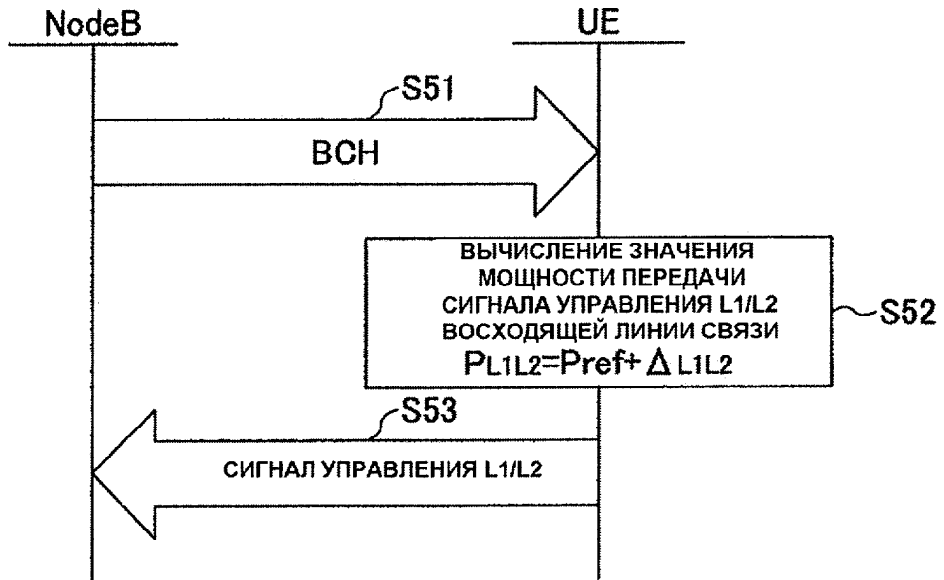 NodeB
UE
S51
BCH
ВЫЧИСЛЕНИЕ ЗНАЧЕНИЯ
МОЩНОСТИ ПЕРЕДАЧИ
СИГНАЛА УПРАВЛЕНИЯ L1/L2
ВОСХОДЯЩЕЙ ЛИНИИ СВЯЗИ
PL1L2=Pref+ Δ L1L2
S52
S53
СИГНАЛ УПРАВЛЕНИЯ L1/L2